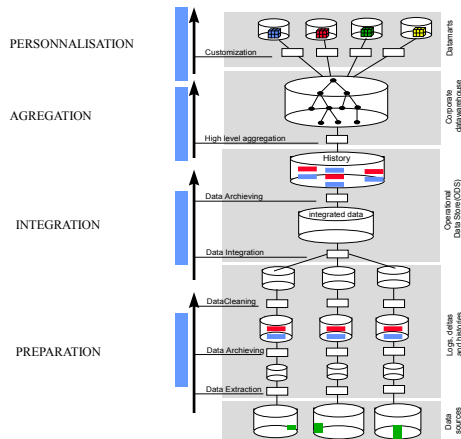 PERSONNALISATION
Customization
Datamarts
AGREGATION
High level aggregation
Corporate
datawarehouse
History
Data Archieving
integrated data
INTEGRATION
Data Integration
Operational
Data Store(ODS)
DataCleaning
PREPARATION
Data Archieving
Data Extraction
Logs, deltas
and histories
Data
sources